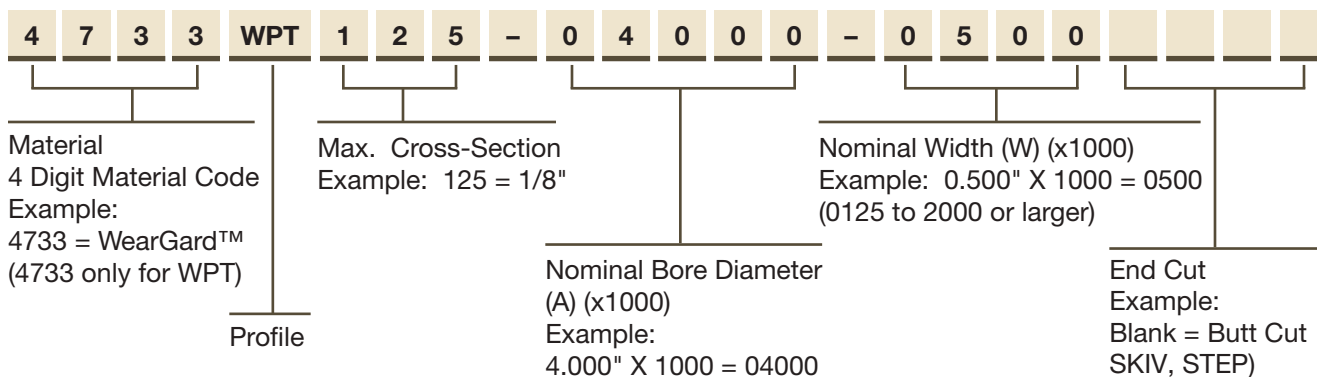 4 7 3 3 WPT 1 2 5 – 0 4 0 0 0 – 0 5 0 0
Material
4 Digit Material Code
Example:
4733 = WearGard™
(4733 only for WPT)
Profile
Max. Cross-Section
Example: 125 = 1/8"
Nominal Bore Diameter
(A) (x1000)
Example:
4.000" X 1000 = 04000
Nominal Width (W) (x1000)
Example: 0.500" X 1000 = 0500
(0125 to 2000 or larger)
End Cut
Example:
Blank = Butt Cut
SKIV, STEP)